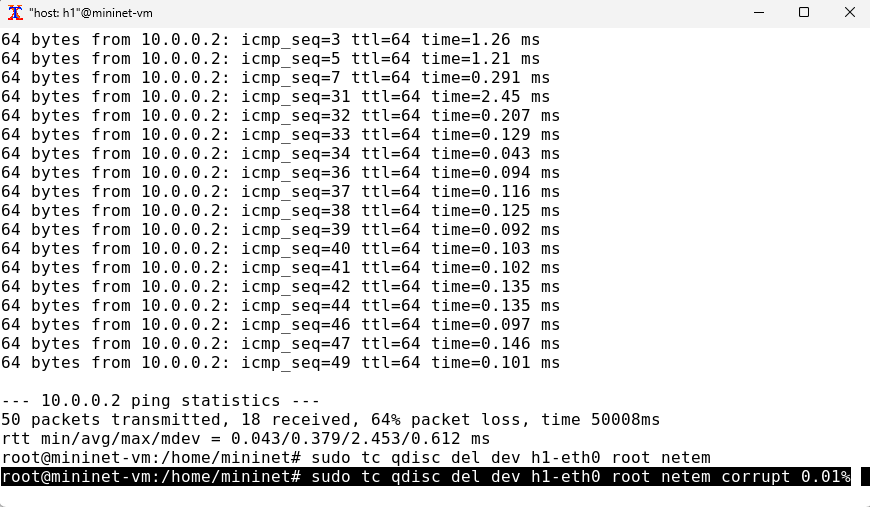 "host: h1"@mininet-vm
64 bytes from 10.0.0.2: icmp_seq=3 ttl=64 time=1.26 ms
64 bytes from 10.0.0.2: icmp_seq=5 ttl=64 time=1.21 ms
64 bytes from 10.0.0.2: icmp_seq=7 ttl=64 time=0.291 ms
64 bytes from 10.0.0.2: icmp_seq=31 ttl=64 time=2.45 ms
64 bytes from 10.0.0.2: icmp_seq=32 ttl=64 time=0.207 ms
64 bytes from 10.0.0.2: icmp_seq=33 ttl=64 time=0.129 ms
64 bytes from 10.0.0.2: icmp_seq=34 ttl=64 time=0.043 ms
64 bytes from 10.0.0.2: icmp_seq=36 ttl=64 time=0.094 ms
64 bytes from 10.0.0.2: icmp_seq=37 ttl=64 time=0.116 ms
64 bytes from 10.0.0.2: icmp_seq=38 ttl=64 time=0.125 ms
64 bytes from 10.0.0.2: icmp_seq=39 ttl=64 time=0.092 ms
64 bytes from 10.0.0.2: icmp_seq=40 ttl=64 time=0.103 ms
64 bytes from 10.0.0.2: icmp_seq=41 ttl=64 time=0.102 ms
64 bytes from 10.0.0.2: icmp_seq=42 ttl=64 time=0.135 ms
64 bytes from 10.0.0.2: icmp_seq=44 ttl=64 time=0.135 ms
64 bytes from 10.0.0.2: icmp_seq=46 ttl=64 time=0.097 ms
64 bytes from 10.0.0.2: icmp_seq=47 ttl=64 time=0.146 ms
64 bytes from 10.0.0.2: icmp_seq=49 ttl=64 time=0.101 ms
--- 10.0.0.2 ping statistics ---
50 packets transmitted, 18 received, 64% packet loss, time 50008ms
rtt min/avg/max/mdev = 0.043/0.379/2.453/0.612 ms
root@mininet-vm:/home/mininet# sudo tc qdisc del dev h1-eth0 root netem
root@mininet-vm:/home/mininet# sudo tc qdisc del dev h1-eth0 root netem corrupt 0.01%